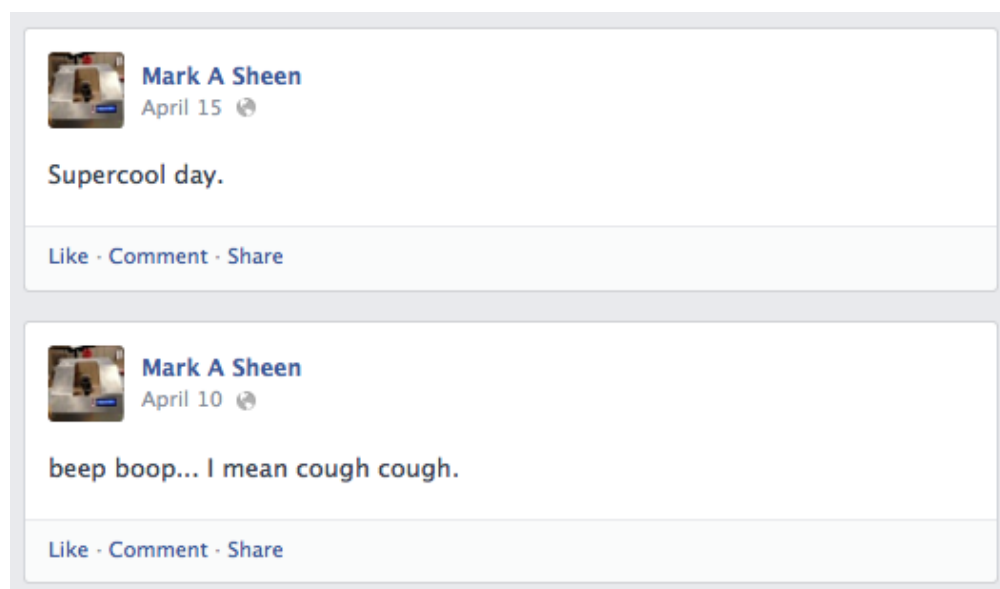 Mark A Sheen
April 15
Supercool day.
Like · Comment · Share
Mark A Sheen
April 10
beep boop... I mean cough cough.
Like · Comment · Share